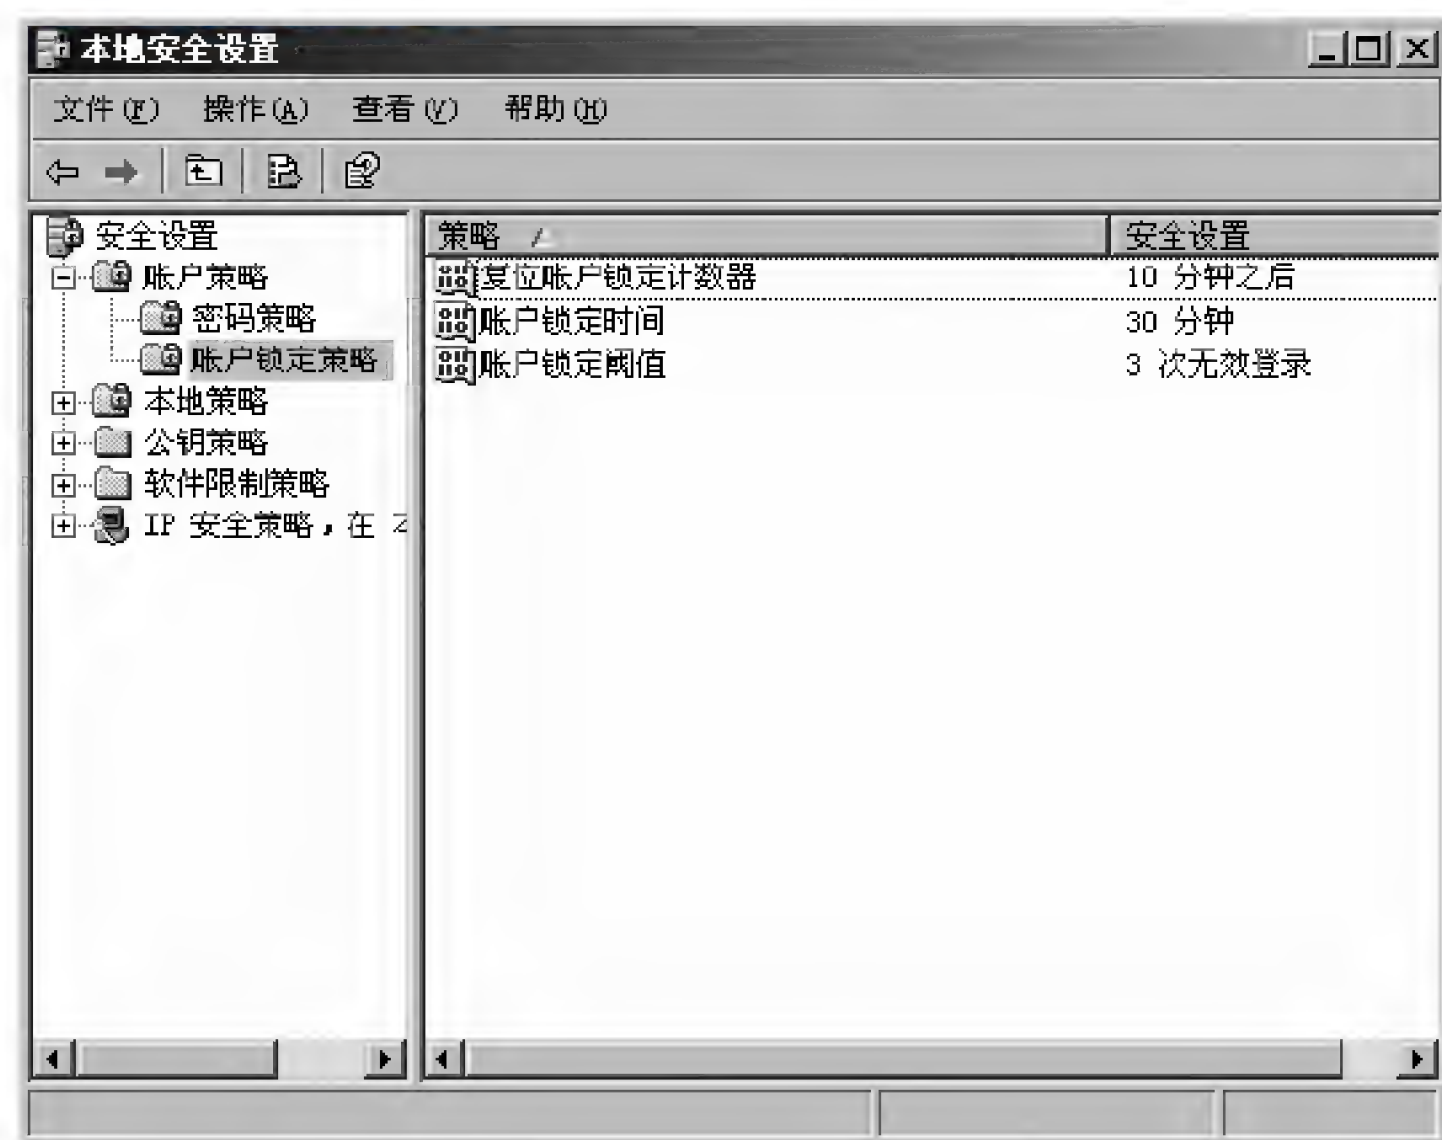 本地安全设置
文件(F) 操作(A) 查看(V) 帮助(H)
安全设置
账户策略
密码策略
账户锁定策略
本地策略
公钥策略
软件限制策略
IP 安全策略，在
策略 安全设置
复位账户锁定计数器 10 分钟之后
账户锁定时间 30 分钟
账户锁定阈值 3 次无效登录